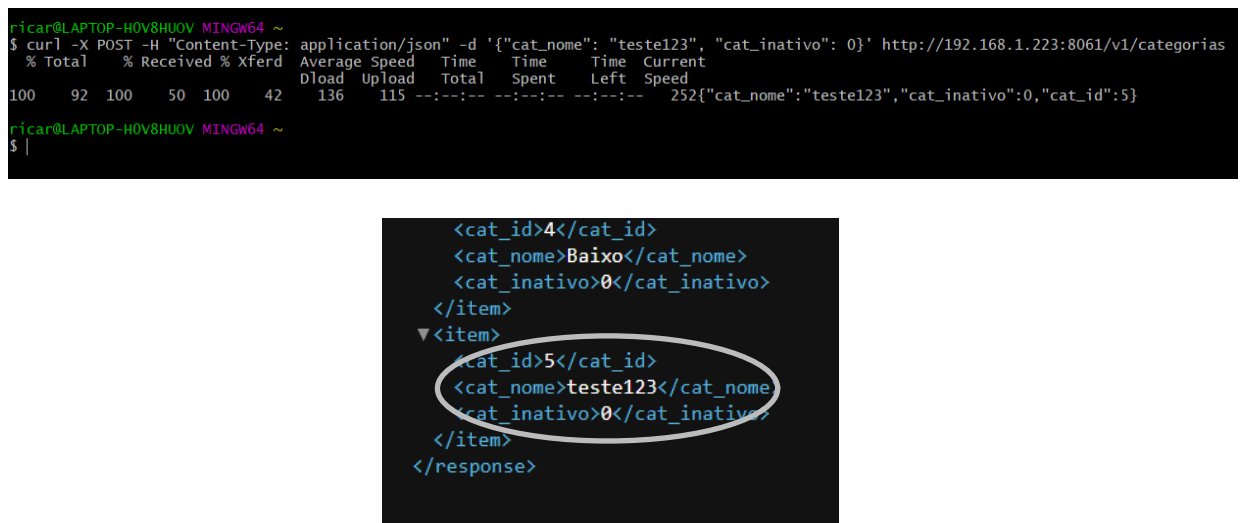 ricar@LAPTOP-H0V8HUOV MINGW64 ~
$ curl -X POST -H "Content-Type: application/json" -d '{"cat_nome": "teste123", "cat_inativo": 0}' http://192.168.1.223:8061/v1/categorias
% Total % Received % Xferd Average Speed Time Time Time Current
Dload Upload Total Spent Left Speed
100 92 100 50 100 42 136 115 --:--:-- --:--:-- --:--:-- 252{"cat_nome":"teste123","cat_inativo":0,"cat_id":5}
ricar@LAPTOP-H0V8HUOV MINGW64 ~
$
<cat_id>4</cat_id>
<cat_nome>Baixo</cat_nome>
<cat_inativo>0</cat_inativo>
</item>
▼<item>
<cat_id>5</cat_id>
<cat_nome>teste123</cat_nome>
<cat_inativo>0</cat_inativo>
</item>
</response>